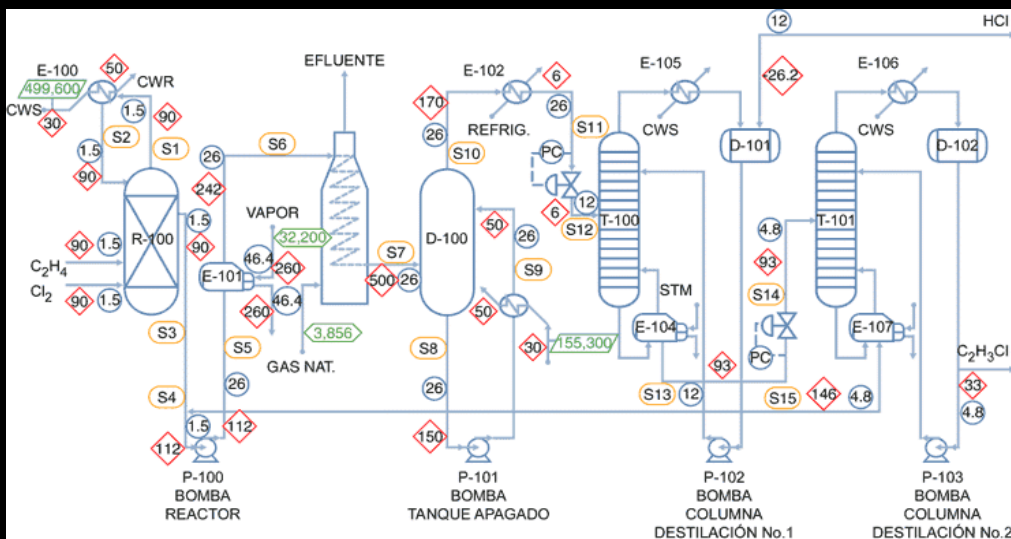 12
HCl
EFLUENTE
E-100
50
499,600
CWR
CWS
30
1.5
90
S2
S1
1.5
90
R-100
1.5
90
90
1.5
C₂H₄
Cl₂
90
1.5
S3
S4
1.5
112
P-100
BOMBA
REACTOR
26
S6
242
VAPOR
32,200
46.4
260
E-101
260
46.4
S5
3,856
GAS NAT.
26
112
S7
500
26
E-102
170
26
REFRIG.
S10
6
26
S11
PC
6
12
S12
D-100
50
26
S9
50
30
155,300
S8
26
150
P-101
BOMBA
TANQUE APAGADO
E-105
CWS
-26.2
D-101
T-100
STM
E-104
93
S13
12
P-102
BOMBA
COLUMNA
DESTILACIÓN No.1
E-106
CWS
D-102
4.8
93
S14
PC
T-101
E-107
S15
146
4.8
C₂H₃Cl
33
4.8
P-103
BOMBA
COLUMNA
DESTILACIÓN No.2